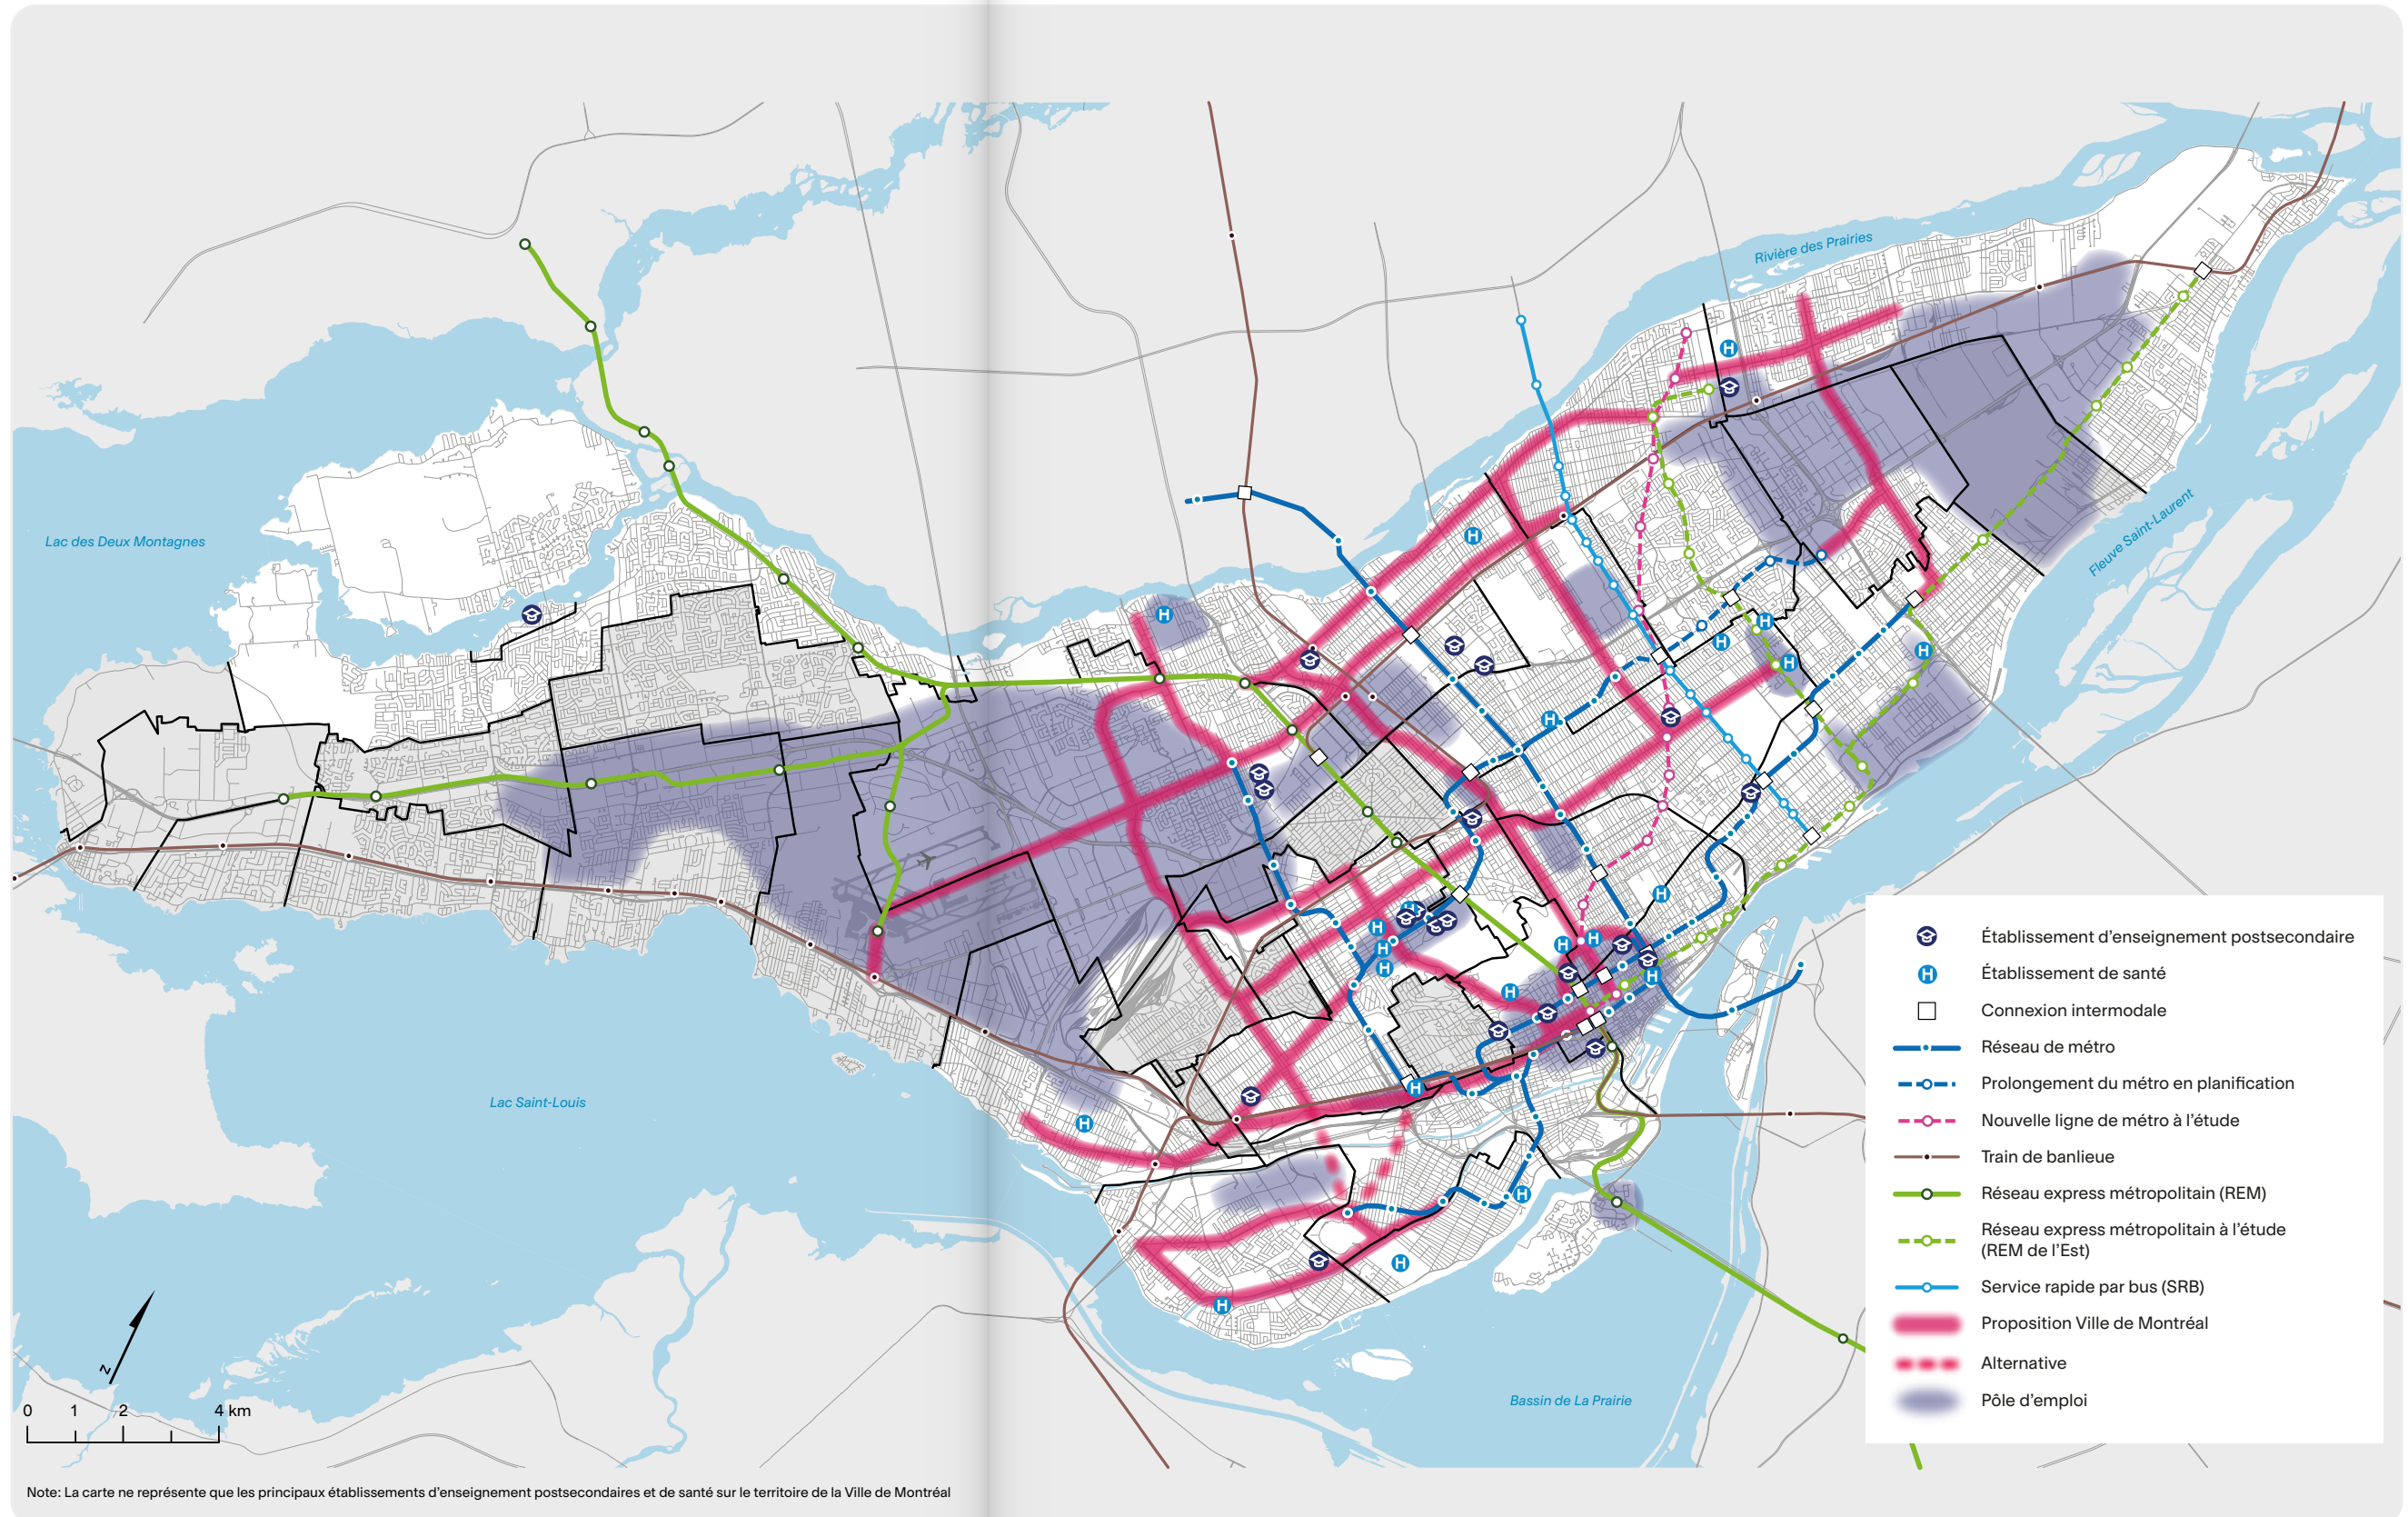 Rivière des Prairies
Lac des Deux Montagnes
Fleuve Saint-Laurent
Lac Saint-Louis
Bassin de La Prairie
N
0 1 2 4 km
Établissement d'enseignement postsecondaire
H Établissement de santé
Connexion intermodale
Réseau de métro
Prolongement du métro en planification
Nouvelle ligne de métro à l'étude
Train de banlieue
Réseau express métropolitain (REM)
Réseau express métropolitain à l'étude
(REM de l'Est)
Service rapide par bus (SRB)
Proposition Ville de Montréal
Alternative
Pôle d'emploi
Note: La carte ne représente que les principaux établissements d'enseignement postsecondaires et de santé sur le territoire de la Ville de Montréal